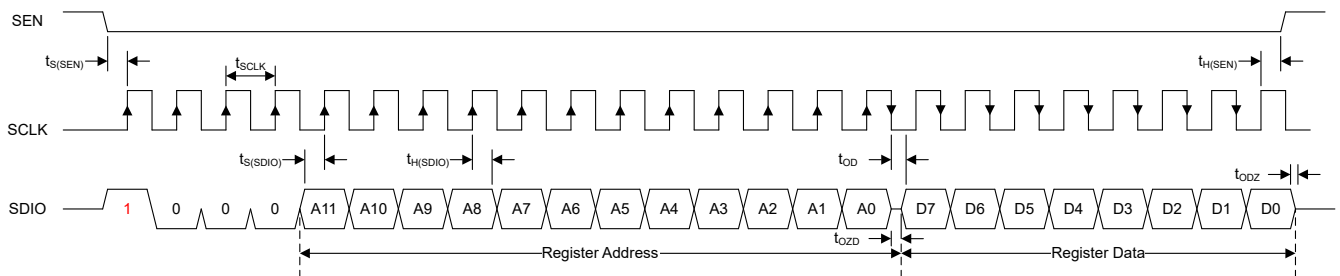 SEN
tS(SEN)
tSCLK
tH(SEN)
SCLK
tS(SDIO)
tH(SDIO)
tOD
tODZ
SDIO
1 0 0 0 A11 A10 A9 A8 A7 A6 A5 A4 A3 A2 A1 A0 D7 D6 D5 D4 D3 D2 D1 D0
tOZD
Register Address
Register Data